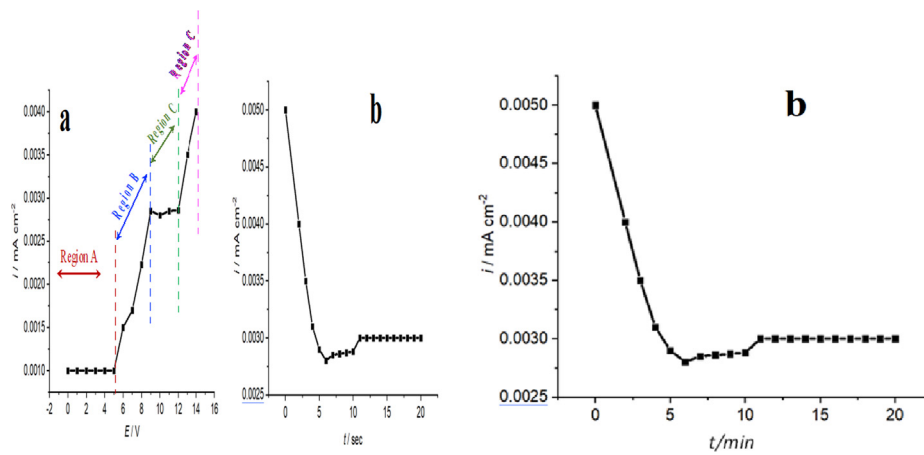 a
Region A
Region B
Region C
Region C
0.0040
0.0035
0.0030
0.0025
0.0020
0.0015
0.0010
i / mA cm⁻²
-2 0 2 4 6 8 10 12 14 16
E / V
b
0.0050
0.0045
0.0040
0.0035
0.0030
0.0025
i / mA cm⁻²
0 5 10 15 20
t / sec
b
0.0050
0.0045
0.0040
0.0035
0.0030
0.0025
i / mA cm⁻²
0 5 10 15 20
t/min